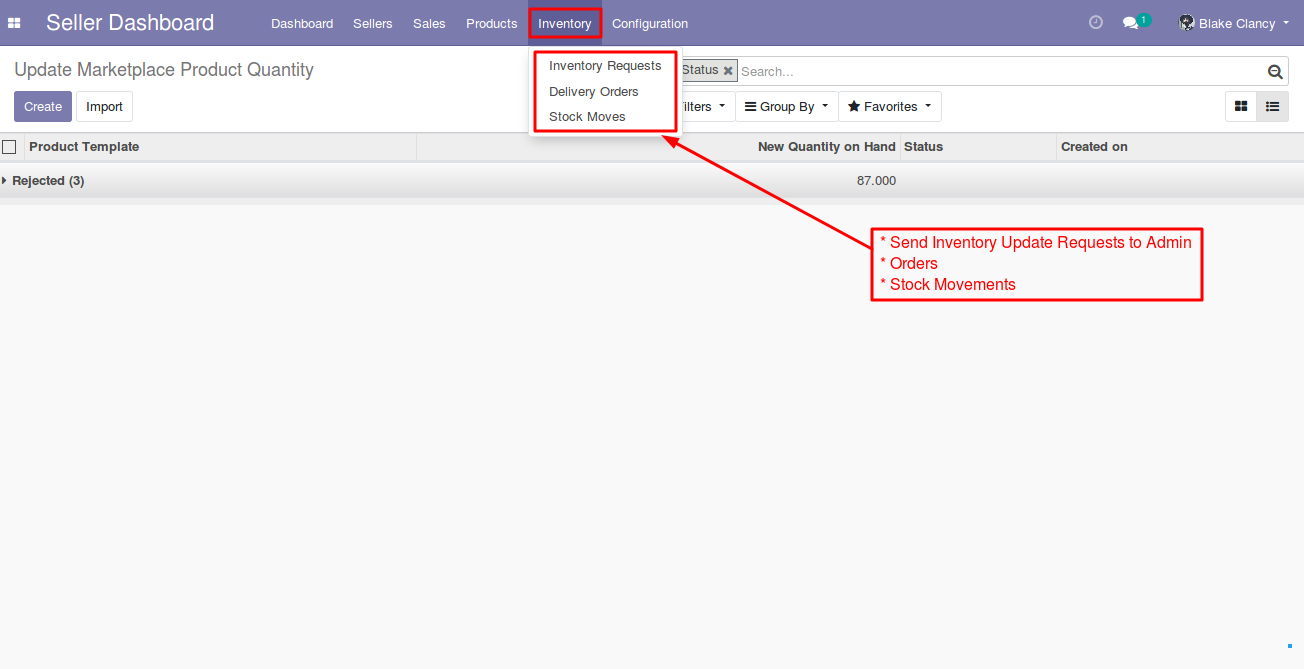 Seller Dashboard Dashboard Sellers Sales Products Inventory Configuration 1 Blake Clancy
Update Marketplace Product Quantity
Inventory Requests
Delivery Orders
Stock Moves
Status Search...
Create Import
Group By Favorites
Product Template New Quantity on Hand Status Created on
Rejected (3) 87.000
* Send Inventory Update Requests to Admin
* Orders
* Stock Movements